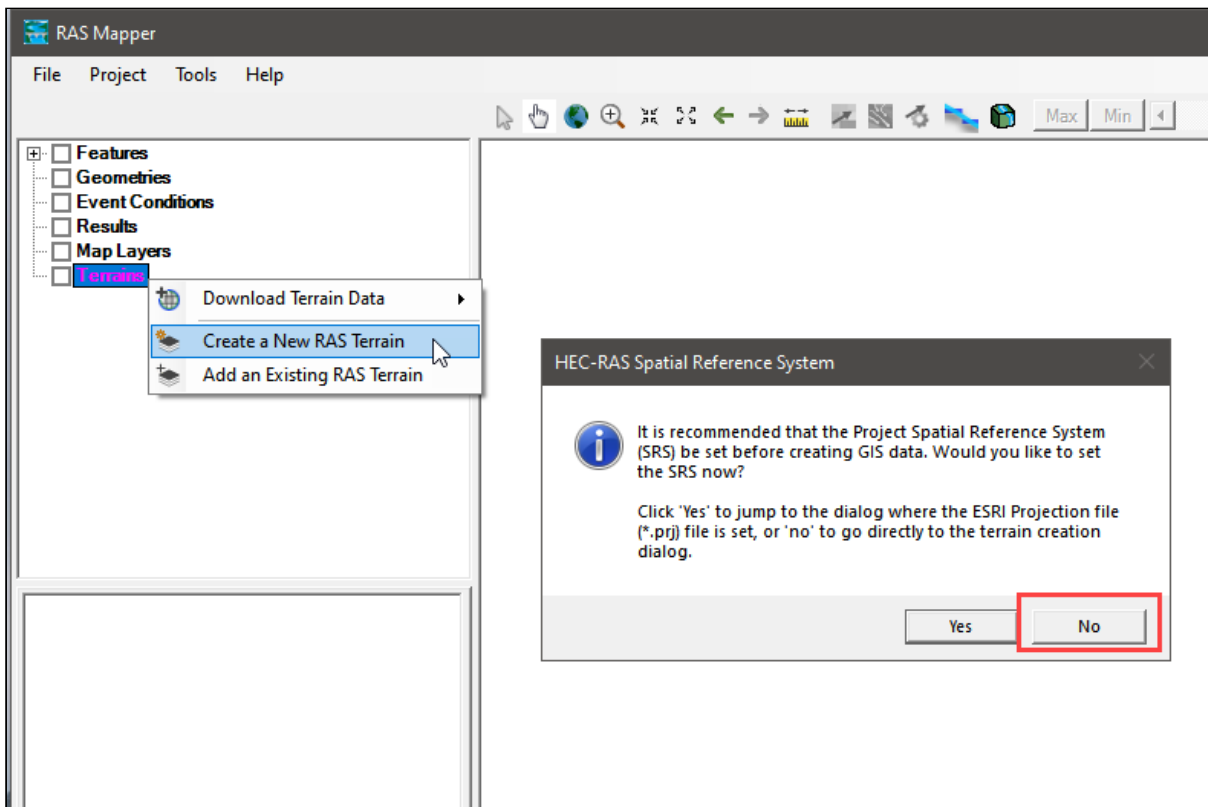 RAS Mapper
File Project Tools Help
Max Min
Features
Geometries
Event Conditions
Results
Map Layers
Terrains
Download Terrain Data
Create a New RAS Terrain
Add an Existing RAS Terrain
HEC-RAS Spatial Reference System
It is recommended that the Project Spatial Reference System
(SRS) be set before creating GIS data. Would you like to set
the SRS now?
Click 'Yes' to jump to the dialog where the ESRI Projection file
(*.prj) file is set, or 'no' to go directly to the terrain creation
dialog.
Yes No